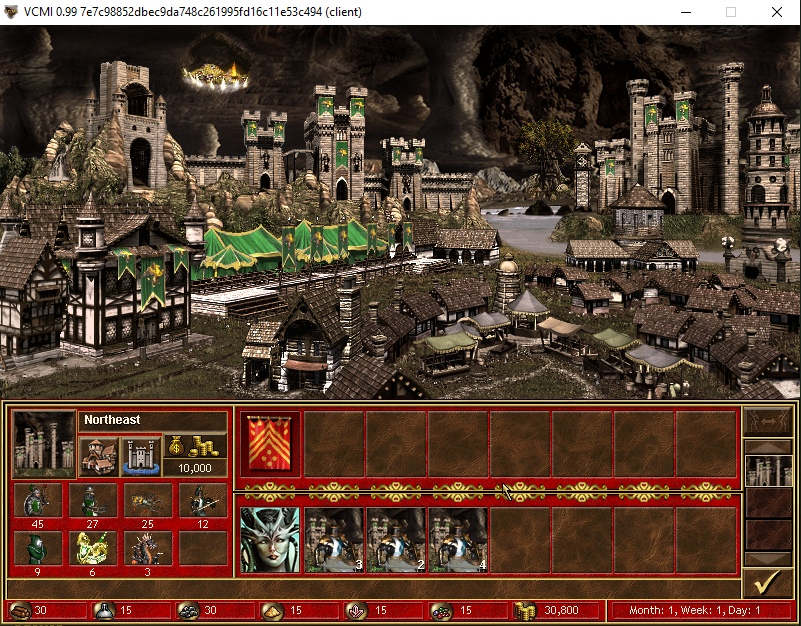 VCMI 0.99 7e7c98852dbec9da748c261995fd16c11e53c494 (client)
Northeast
10,000
45 27 25 12
9 6 3
3 2 4
30 15 30 15 15 15 30,800 Month: 1, Week: 1, Day: 1